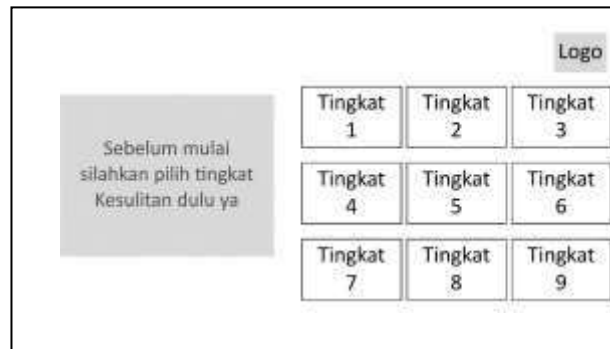 Logo
Sebelum mulai
silahkan pilih tingkat
Kesulitan dulu ya
Tingkat
1
Tingkat
2
Tingkat
3
Tingkat
4
Tingkat
5
Tingkat
6
Tingkat
7
Tingkat
8
Tingkat
9